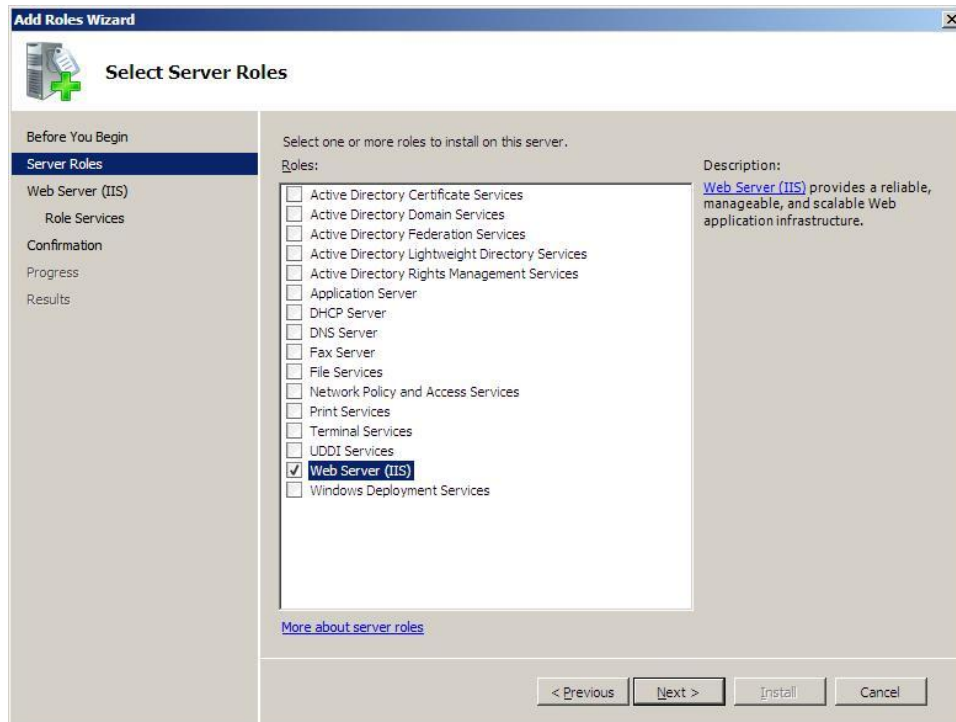 Add Roles Wizard
Select Server Roles
Before You Begin
Server Roles
Web Server (IIS)
Role Services
Confirmation
Progress
Results
Select one or more roles to install on this server.
Roles:
Active Directory Certificate Services
Active Directory Domain Services
Active Directory Federation Services
Active Directory Lightweight Directory Services
Active Directory Rights Management Services
Application Server
DHCP Server
DNS Server
Fax Server
File Services
Network Policy and Access Services
Print Services
Terminal Services
UDDI Services
Web Server (IIS)
Windows Deployment Services
More about server roles
Description:
Web Server (IIS) provides a reliable,
manageable, and scalable Web
application infrastructure.
< Previous
Next >
Install
Cancel